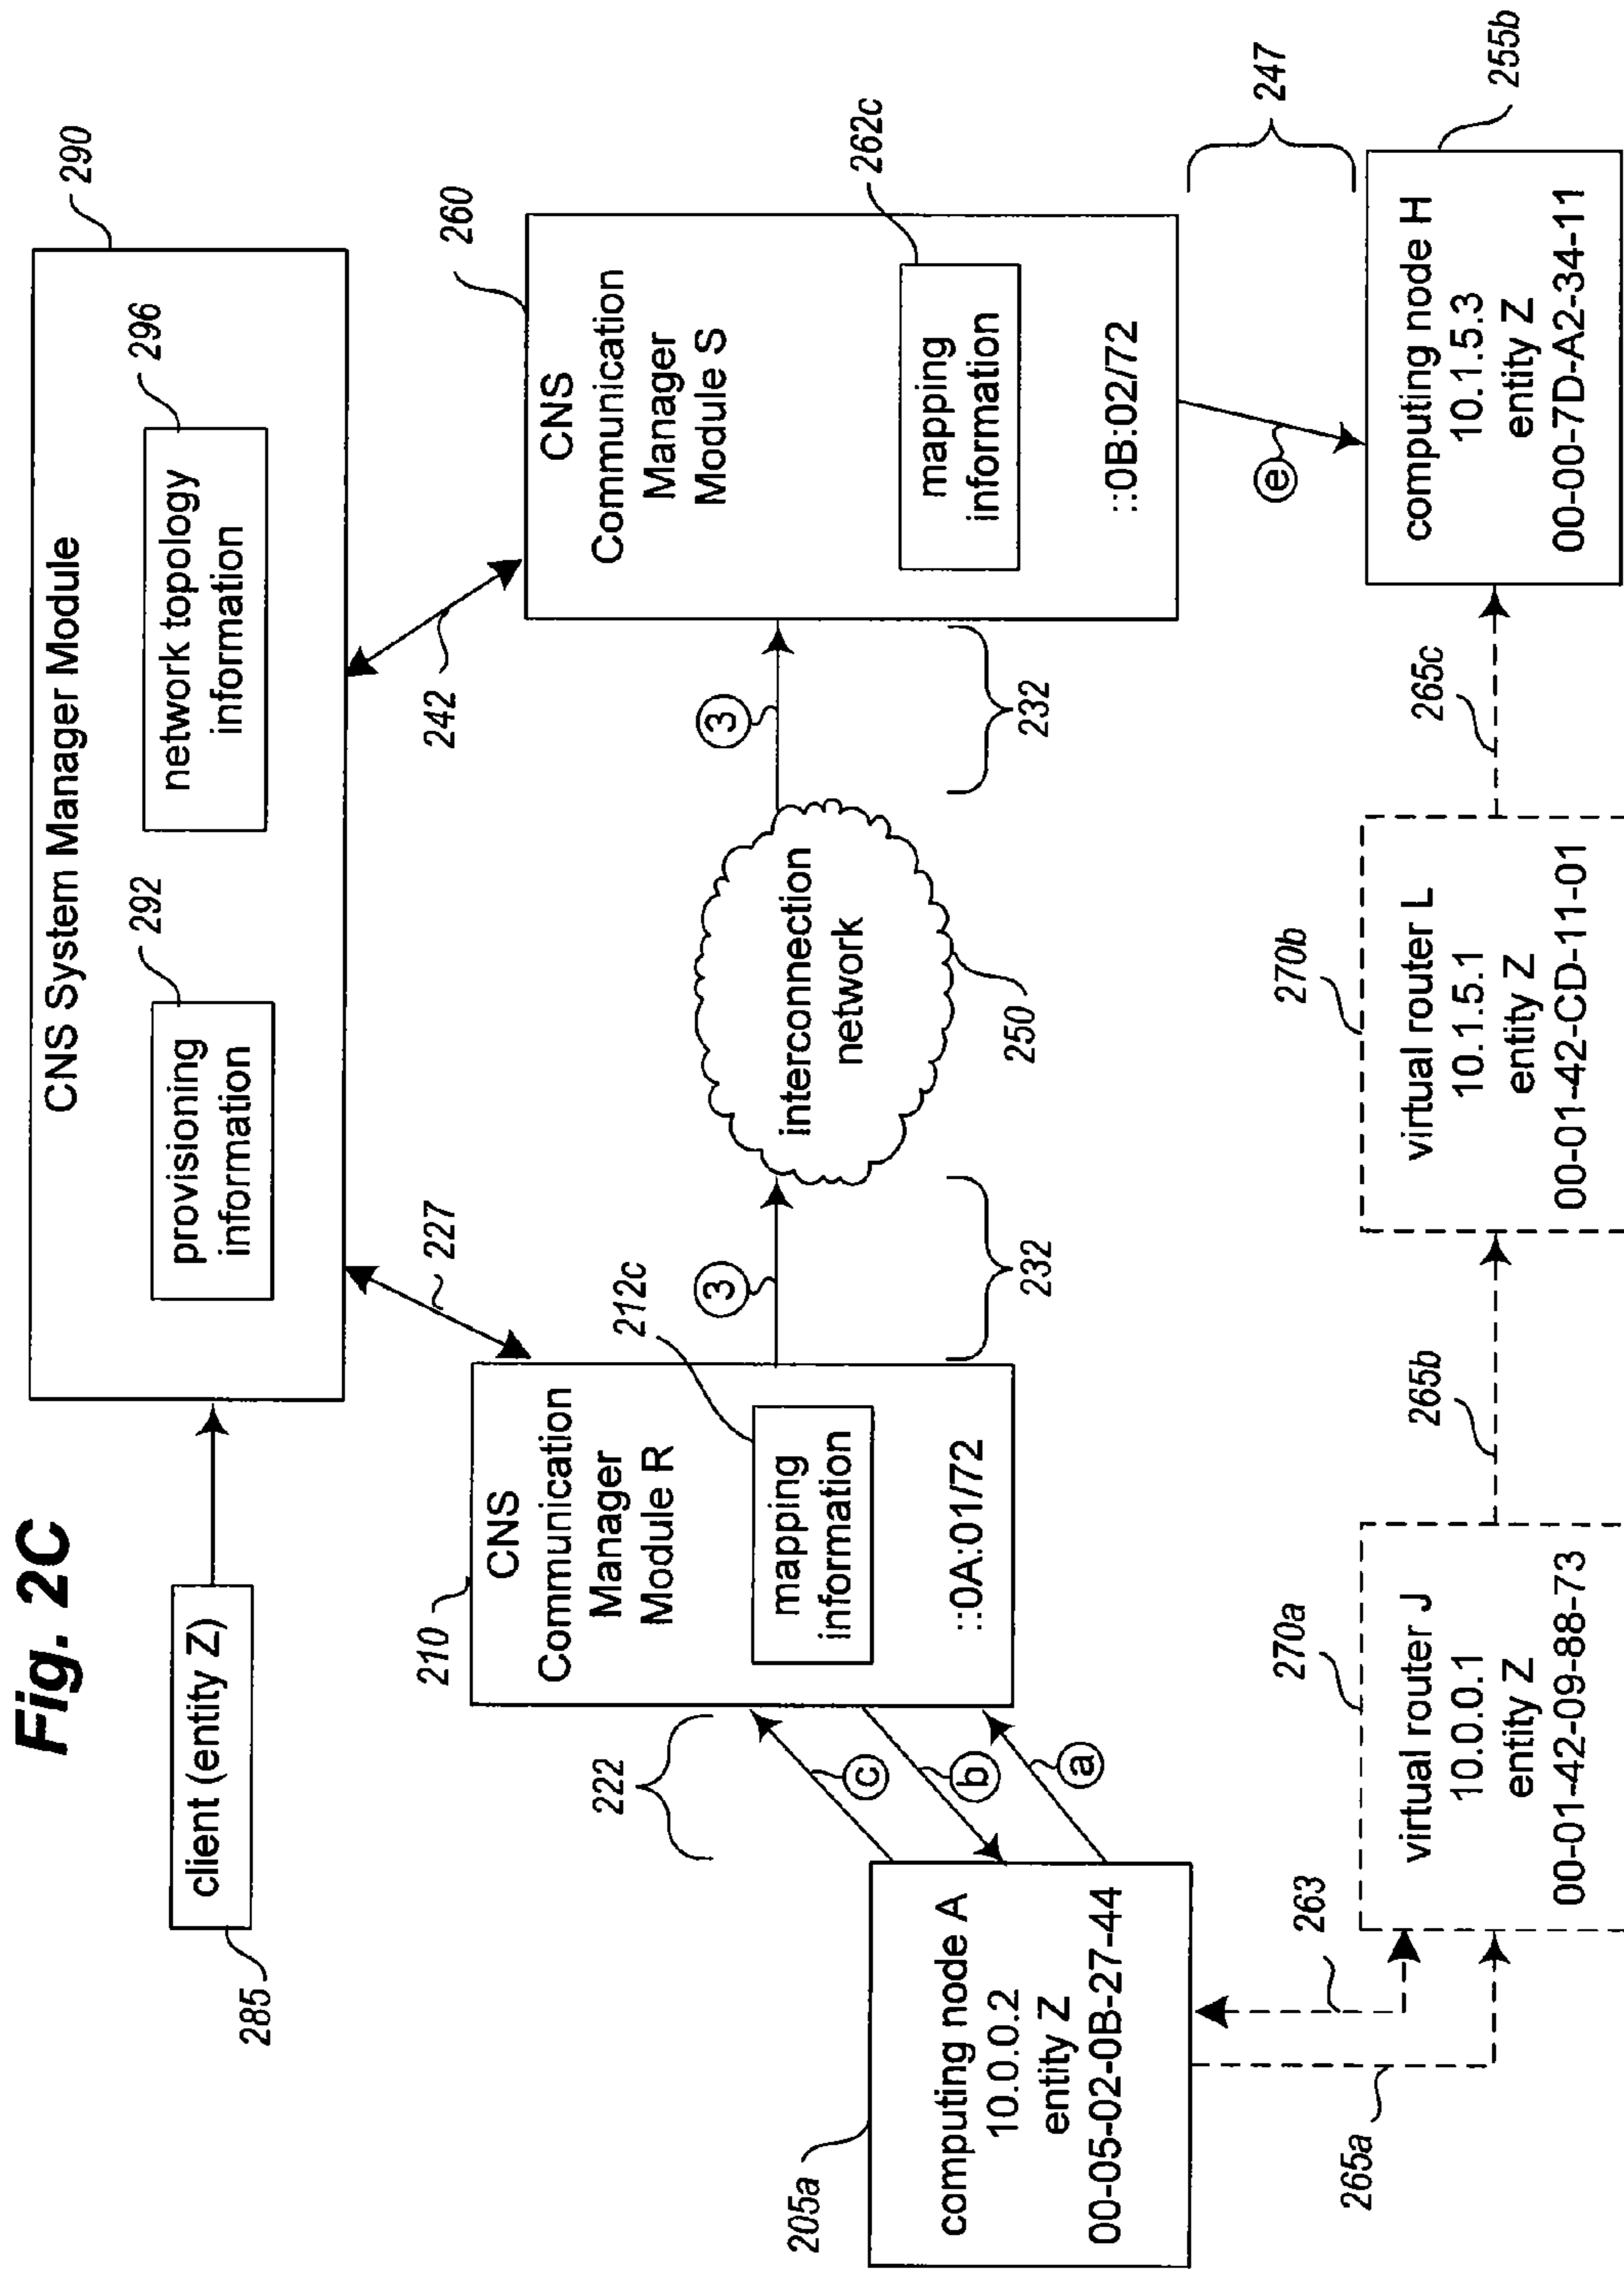 Fig. 2C
client (entity Z)
285
CNS System Manager Module
290
provisioning
information
292
network topology
information
296
227
242
210
CNS
Communication
Manager
Module R
212c
mapping
information
::0A:01/72
3
232
interconnection
network
250
3
232
260
CNS
Communication
Manager
Module S
262c
mapping
information
::0B:02/72
222
c
b
a
e
247
205a
computing node A
10.0.0.2
entity Z
00-05-02-0B-27-44
263
265a
270a
virtual router J
10.0.0.1
entity Z
00-01-42-09-88-73
265b
270b
virtual router L
10.1.5.1
entity Z
00-01-42-CD-11-01
265c
255b
computing node H
10.1.5.3
entity Z
00-00-7D-A2-34-11